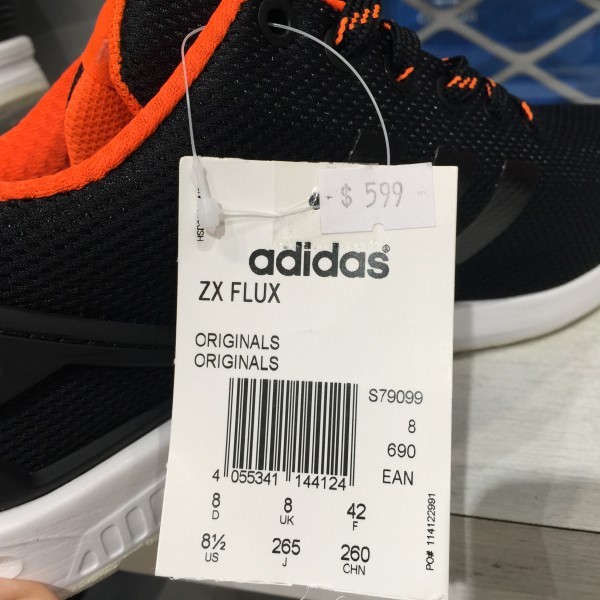 $ 599
adidas®
ZX FLUX
ORIGINALS
ORIGINALS
S79099
8
690
EAN
4 055341 144124
8 8 42
D UK F
8½ 265 260
US J CHN
PO# 114122991